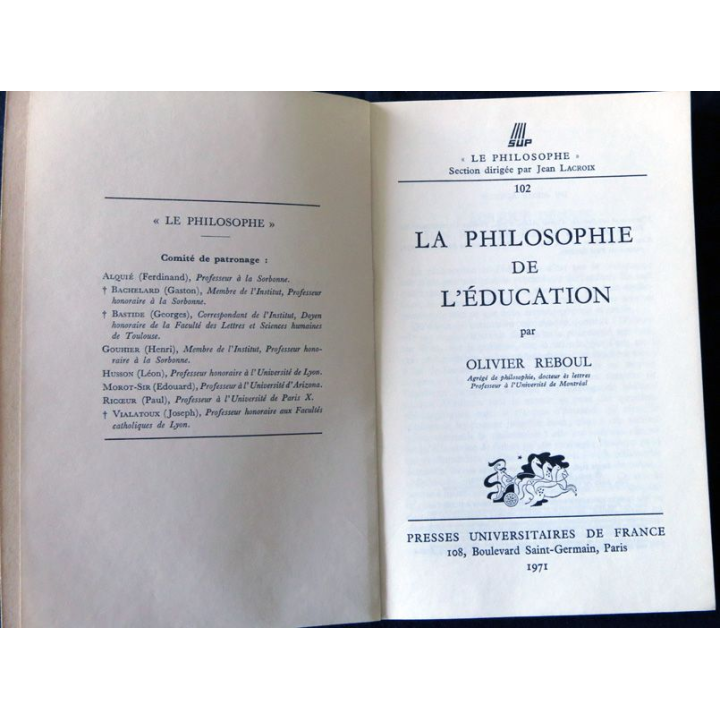 « LE PHILOSOPHE »
Comité de patronage :
ALQUIÉ (Ferdinand), Professeur à la Sorbonne.
† BACHELARD (Gaston), Membre de l'Institut, Professeur
honoraire à la Sorbonne.
† BASTIDE (Georges), Correspondant de l'Institut, Doyen
honoraire de la Faculté des Lettres et Sciences humaines
de Toulouse.
GOUHIER (Henri), Membre de l'Institut, Professeur hono-
raire à la Sorbonne.
HUSSON (Léon), Professeur honoraire à l'Université de Lyon.
MOROT-SIR (Edouard), Professeur à l'Université d'Arizona.
RICŒUR (Paul), Professeur à l'Université de Paris X.
† VIALATOUX (Joseph), Professeur honoraire aux Facultés
catholiques de Lyon.
SUP
« LE PHILOSOPHE »
Section dirigée par Jean LACROIX
102
LA PHILOSOPHIE
DE
L'ÉDUCATION
par
OLIVIER REBOUL
Agrégé de philosophie, docteur ès lettres
Professeur à l'Université de Montréal
PRESSES UNIVERSITAIRES DE FRANCE
108, Boulevard Saint-Germain, Paris
1971